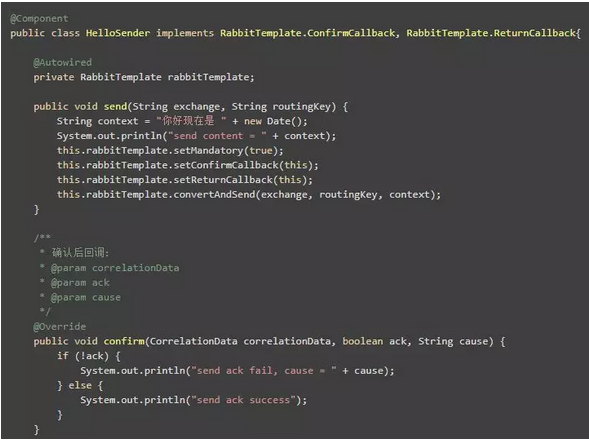 @Component
public class HelloSender implements RabbitTemplate.ConfirmCallback, RabbitTemplate.ReturnCallback{
@Autowired
private RabbitTemplate rabbitTemplate;
public void send(String exchange, String routingKey) {
String context = "你好现在是 " + new Date();
System.out.println("send content = " + context);
this.rabbitTemplate.setMandatory(true);
this.rabbitTemplate.setConfirmCallback(this);
this.rabbitTemplate.setReturnCallback(this);
this.rabbitTemplate.convertAndSend(exchange, routingKey, context);
}
/**
* 确认后回调:
* @param correlationData
* @param ack
* @param cause
*/
@Override
public void confirm(CorrelationData correlationData, boolean ack, String cause) {
if (!ack) {
System.out.println("send ack fail, cause = " + cause);
} else {
System.out.println("send ack success");
}
}